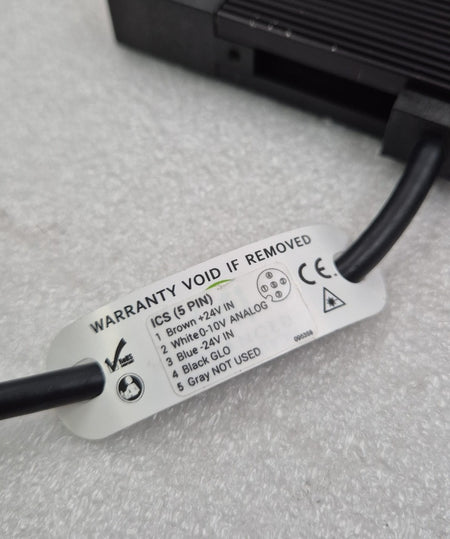 WARRANTY VOID IF REMOVED
ICS (5 PIN)
1 Brown +24V IN
2 White 0-10V ANALOG
3 Blue -24V IN
4 Black GLO
5 Gray NOT USED
CE